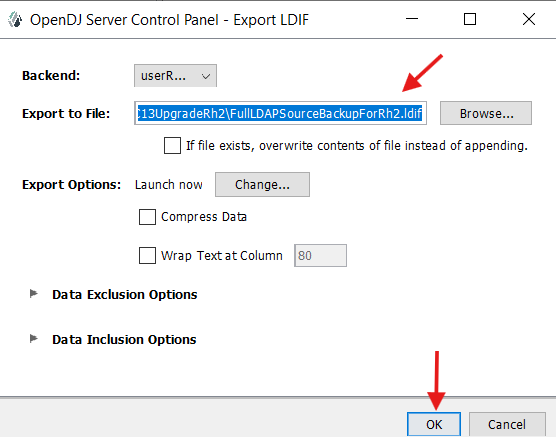 OpenDJ Server Control Panel - Export LDIF
Backend: userR...
Export to File: 13UpgradeRh2\FullLDAPSourceBackupForRh2.ldif Browse...
If file exists, overwrite contents of file instead of appending.
Export Options: Launch now Change...
Compress Data
Wrap Text at Column 80
Data Exclusion Options
Data Inclusion Options
OK Cancel